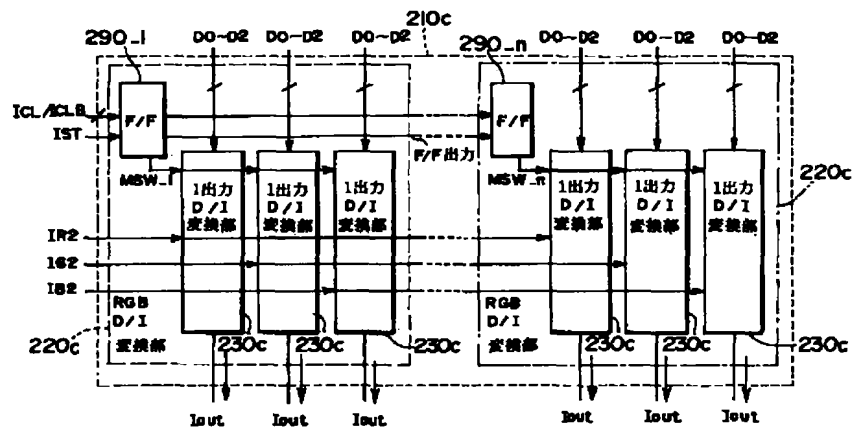 210c
290_1 D0~D2 D0~D2 D0~D2 290_n D0~D2 D0~D2 D0~D2
ICL/ICLB F/F F/F
IST F/F出力
MSW_1 MSW_n 220c
1出力 1出力 1出力 1出力 1出力 1出力
D/I D/I D/I D/I D/I D/I
変換部 変換部 変換部 変換部 変換部 変換部
IR2
IG2
IB2
RGB RGB
D/I D/I
220c 変換部 230c 230c 230c 変換部 230c 230c 230c
Iout Iout Iout Iout Iout Iout